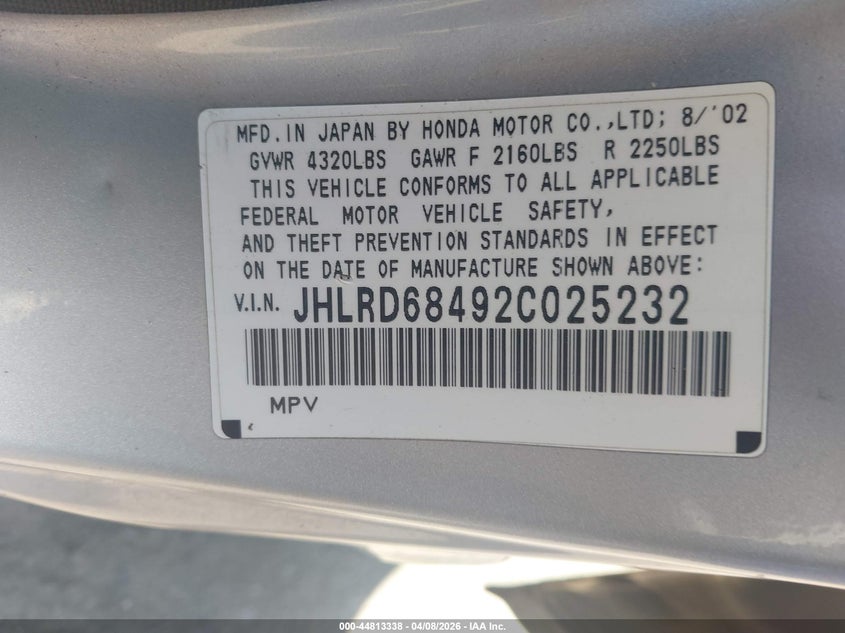 MFD.IN JAPAN BY HONDA MOTOR CO.,LTD; 8/'02
GVWR 4320LBS GAWR F 2160LBS R 2250LBS
THIS VEHICLE CONFORMS TO ALL APPLICABLE
FEDERAL MOTOR VEHICLE SAFETY,
AND THEFT PREVENTION STANDARDS IN EFFECT
ON THE DATE OF MANUFACTURE SHOWN ABOVE:
V.I.N. JHLRD68492C025232
MPV
000-44813338 - 04/08/2026 - IAA Inc.